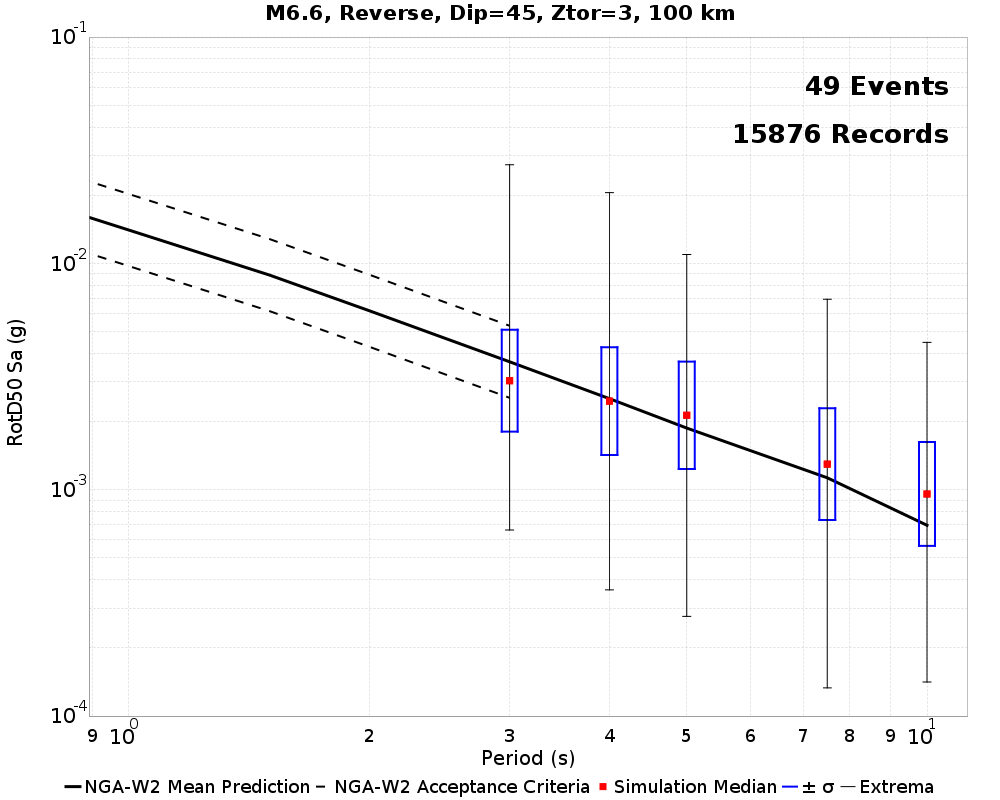 M6.6, Reverse, Dip=45, Ztor=3, 100 km
49 Events
15876 Records
RotD50 Sa (g)
10-1
10-2
10-3
10-4
9 100 2 3 4 5 6 7 8 9 101
Period (s)
NGA-W2 Mean Prediction NGA-W2 Acceptance Criteria Simulation Median ± σ Extrema